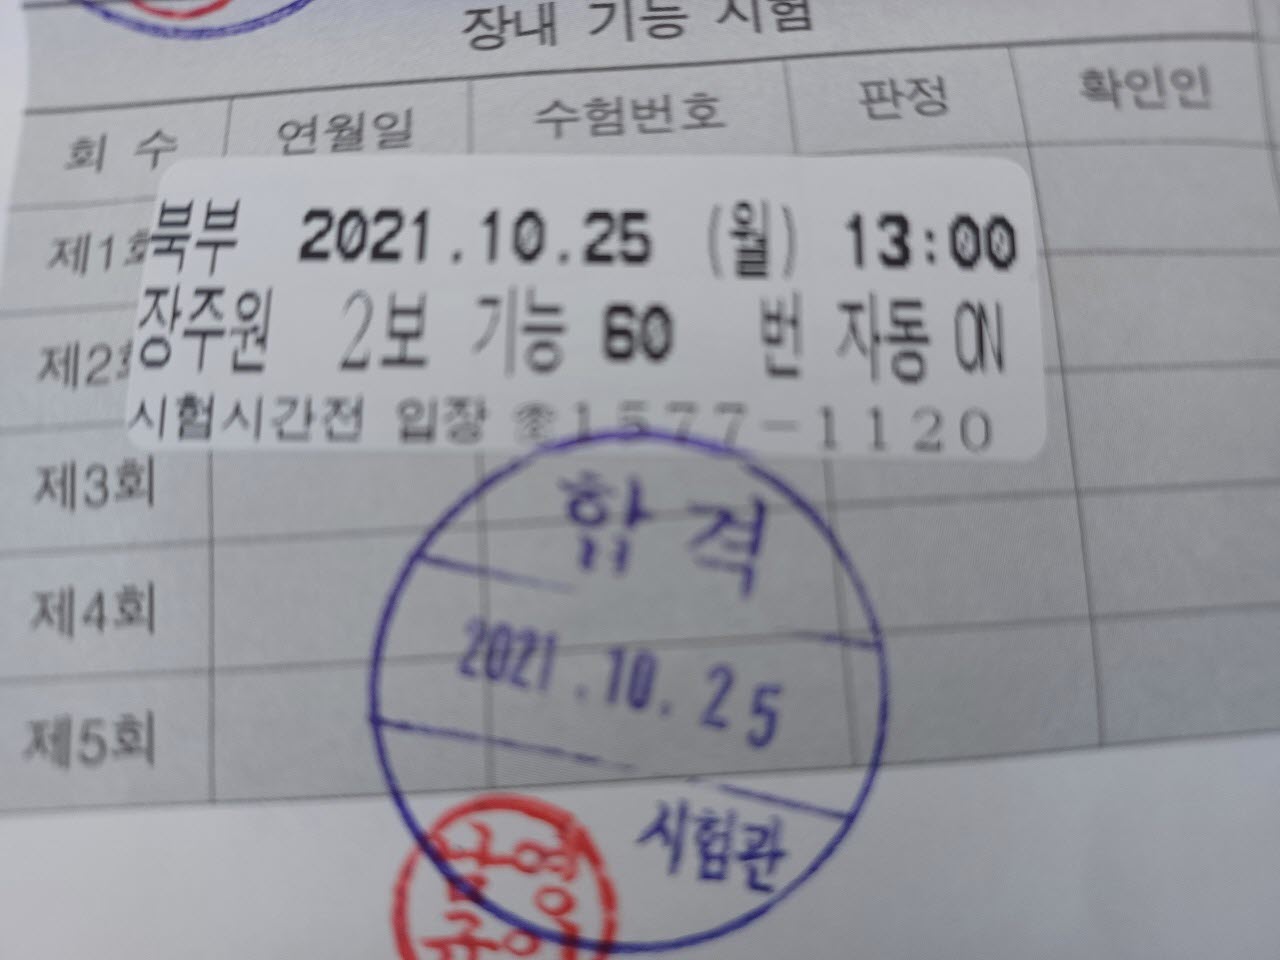 장내 기능 시험
회 수 연월일 수험번호 판정 확인인
제1회
북부 2021.10.25 (월) 13:00
제2회
장주원 2보 기능 60 번 자동 ON
시험시간전 입장 ☎1577-1120
제3회
합격
제4회
2021.10.25
제5회
시험관